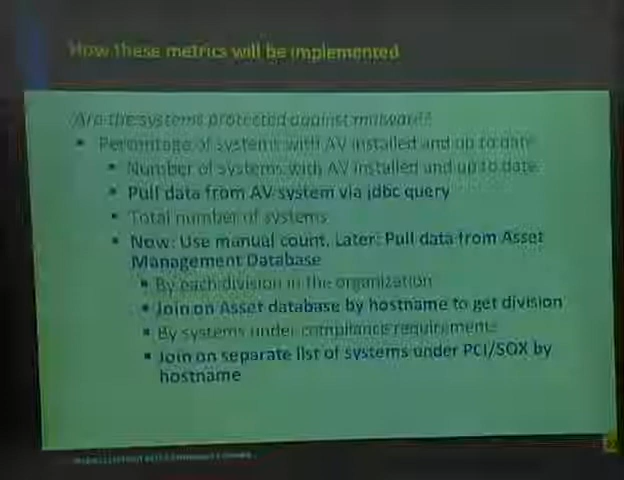 How these metrics will be implemented
Are the systems protected against malware?
Percentage of systems with AV installed and up to date
Number of systems with AV installed and up to date
Pull data from AV system via jdbc query
Total number of systems
Now: Use manual count. Later: Pull data from Asset
Management Database
By each division in the organization
Join on Asset database by hostname to get division
By systems under compliance requirements
Join on separate list of systems under PCI/SOX by
hostname